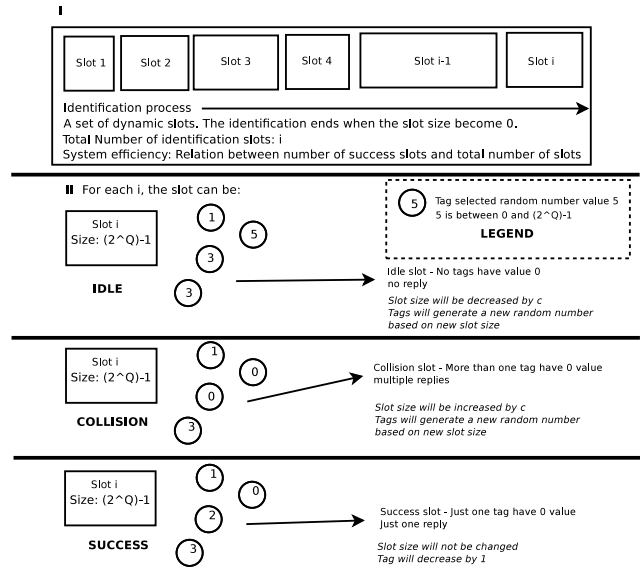 I
Slot 1 Slot 2 Slot 3 Slot 4 Slot i-1 Slot i
Identification process
A set of dynamic slots. The identification ends when the slot size become 0.
Total Number of identification slots: i
System efficiency: Relation between number of success slots and total number of slots
II For each i, the slot can be:
Slot i
Size: (2^Q)-1
IDLE
1
5
3
3
5
Tag selected random number value 5
5 is between 0 and (2^Q)-1
LEGEND
Idle slot - No tags have value 0
no reply
Slot size will be decreased by c
Tags will generate a new random number
based on new slot size
Slot i
Size: (2^Q)-1
COLLISION
1
0
0
3
Collision slot - More than one tag have 0 value
multiple replies
Slot size will be increased by c
Tags will generate a new random number
based on new slot size
Slot i
Size: (2^Q)-1
SUCCESS
1
0
2
3
Success slot - Just one tag have 0 value
Just one reply
Slot size will not be changed
Tag will decrease by 1